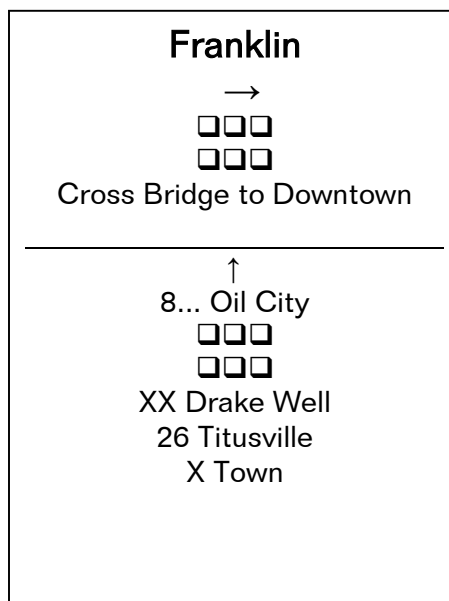 Franklin
→
❑❑❑
❑❑❑
Cross Bridge to Downtown
↑
8... Oil City
❑❑❑
❑❑❑
XX Drake Well
26 Titusville
X Town